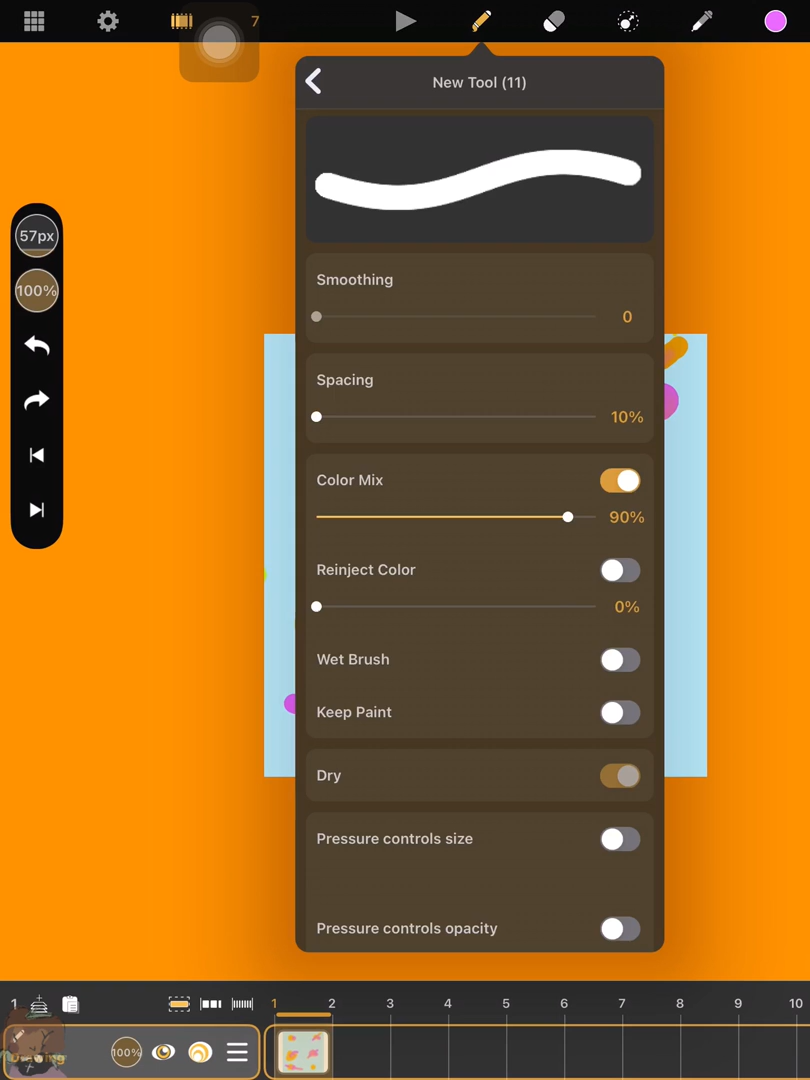 7
New Tool (11)
57px
100%
Smoothing
0
Spacing
10%
Color Mix
90%
Reinject Color
0%
Wet Brush
Keep Paint
Dry
Pressure controls size
Pressure controls opacity
1
1 2 3 4 5 6 7 8 9 10
100%